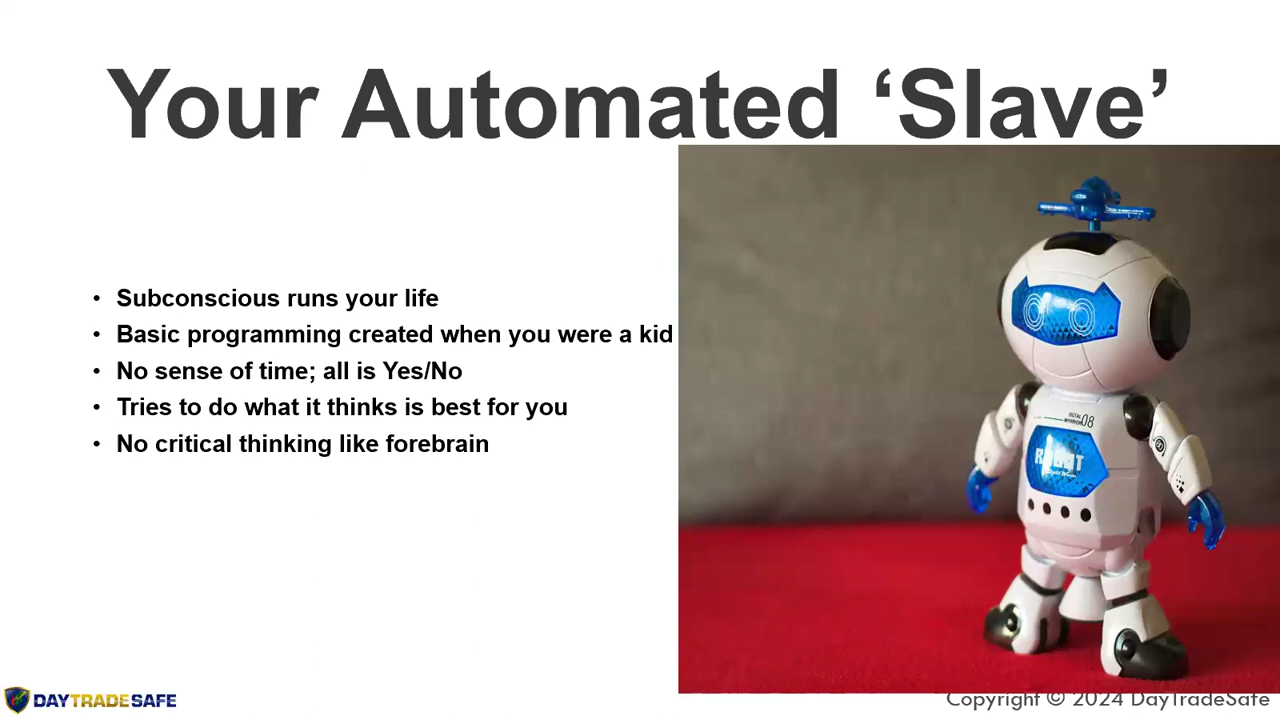 Your Automated ‘Slave’
• Subconscious runs your life
• Basic programming created when you were a kid
• No sense of time; all is Yes/No
• Tries to do what it thinks is best for you
• No critical thinking like forebrain
08
ROBOT
DAYTRADESAFE
Copyright © 2024 DayTradeSafe